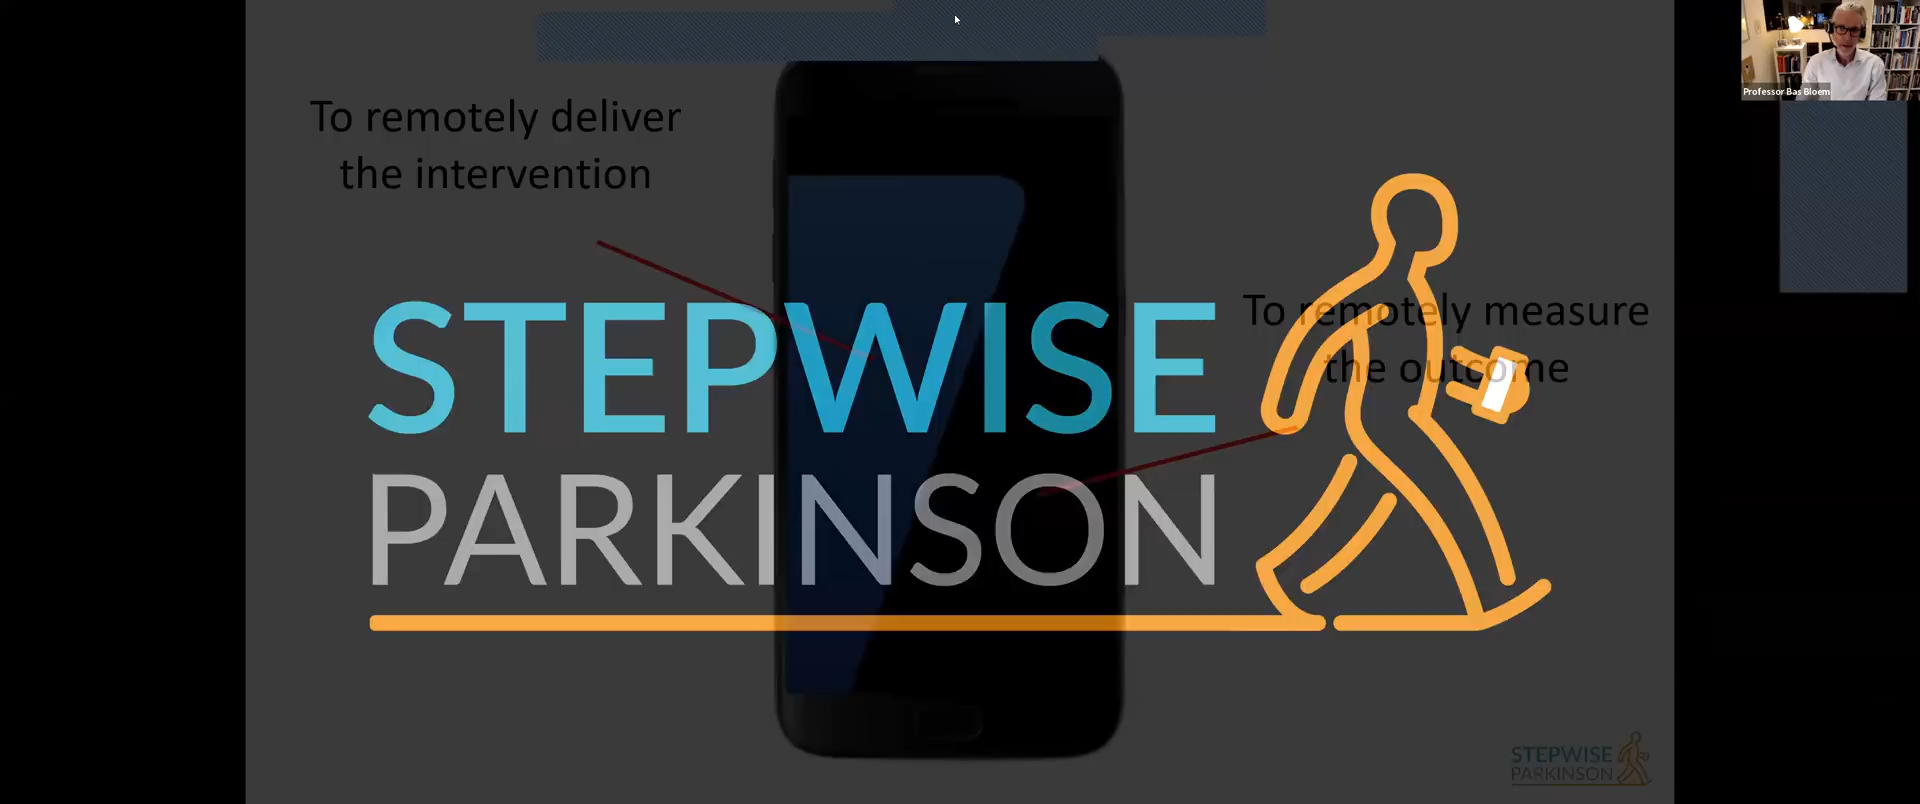 Professor Bas Bloem
To remotely deliver
the intervention
To remotely measure
the outcome
STEPWISE
PARKINSON
STEPWISE
PARKINSON